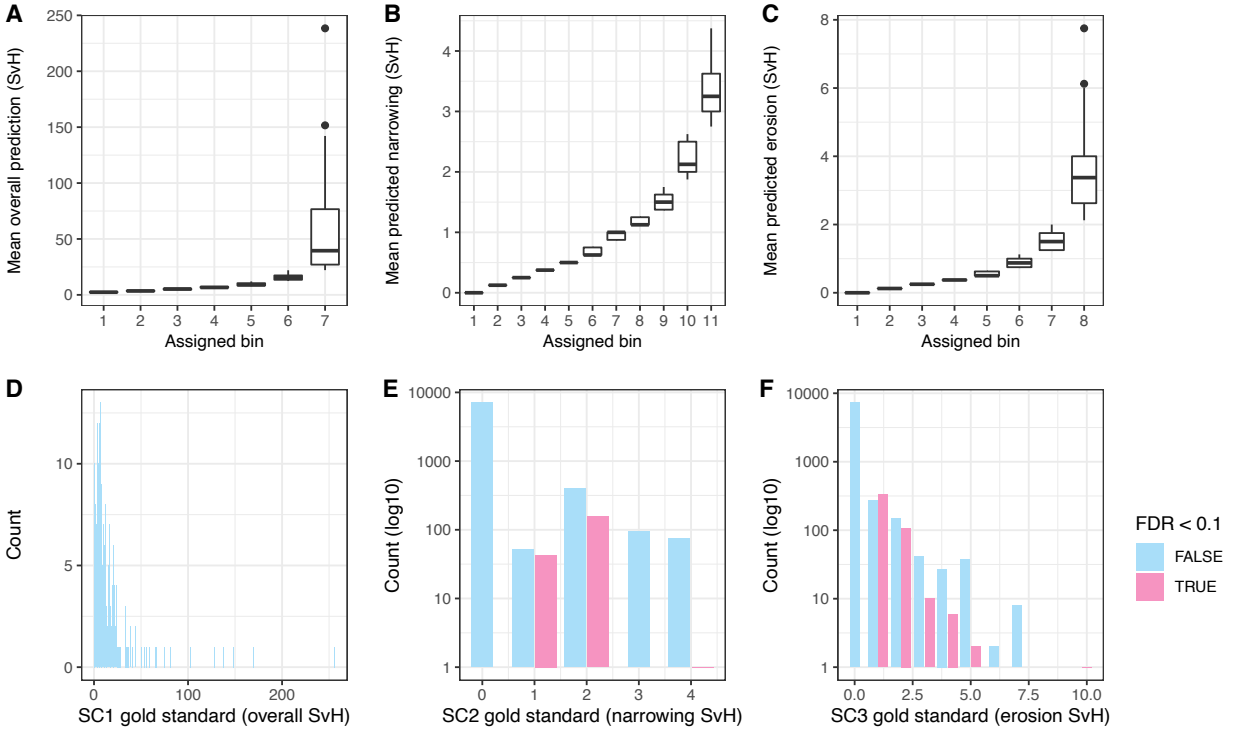 A
Mean overall prediction (SvH)
250
200
150
100
50
0
1 2 3 4 5 6 7
Assigned bin
B
Mean predicted narrowing (SvH)
4
3
2
1
0
1 2 3 4 5 6 7 8 9 10 11
Assigned bin
C
Mean predicted erosion (SvH)
8
6
4
2
0
1 2 3 4 5 6 7 8
Assigned bin
D
Count
10
5
0
0 100 200
SC1 gold standard (overall SvH)
E
Count (log10)
10000
1000
100
10
1
0 1 2 3 4
SC2 gold standard (narrowing SvH)
F
Count (log10)
10000
1000
100
10
1
0.0 2.5 5.0 7.5 10.0
SC3 gold standard (erosion SvH)
FDR < 0.1
FALSE
TRUE